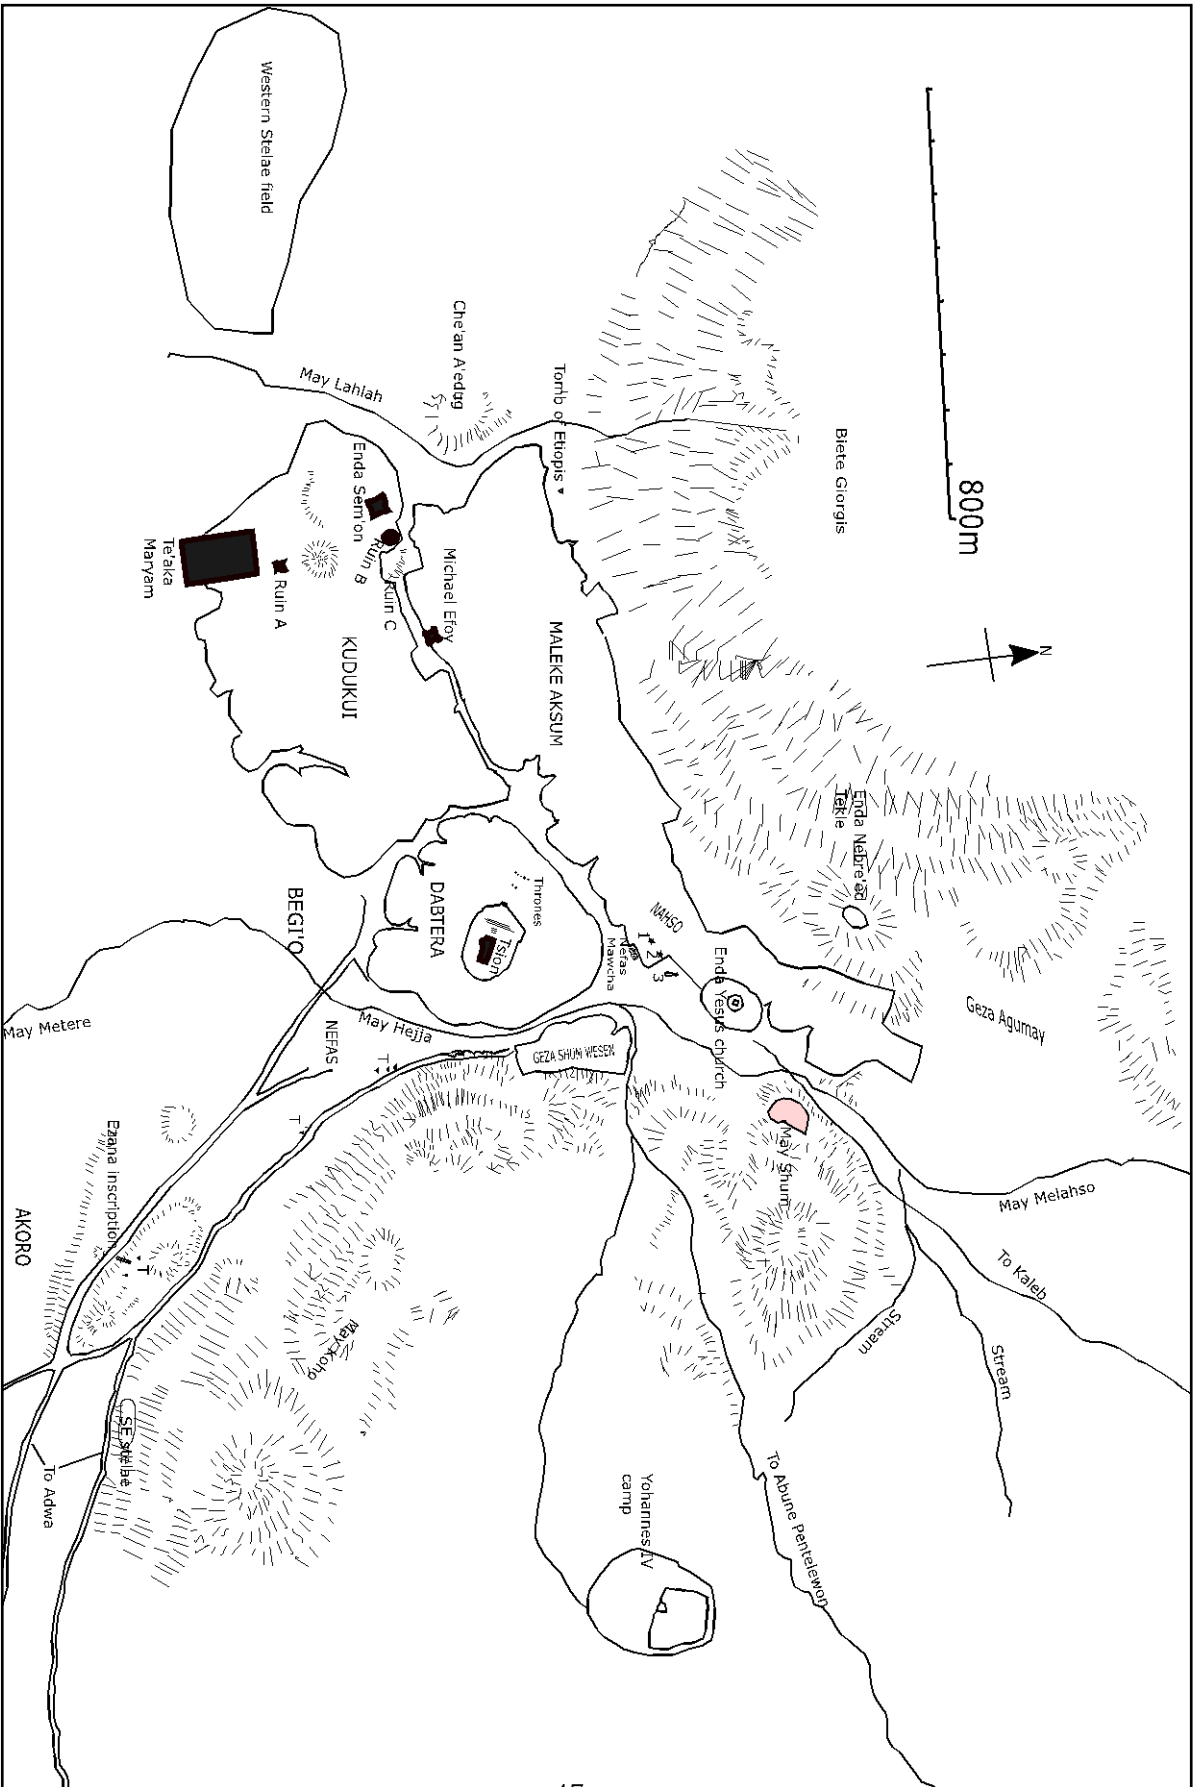 Western Stelae field
800m
Biete Giorgis
N
Che'an A'edug
Tomb of Etiopis
May Lahlah
Enda Sem'on
Ruin B
Ruin C
Michael Efoy
Te'aka
Maryam
Ruin A
KUDUKUI
MALEKE AKSUM
Enda Nebre'ed
Tekle
Geza Agumay
NAHSO
Thrones
DABTERA
Tsion
Nefas
Mawcha
1
2
3
Enda Yesus church
BEGI'O
May Metere
May Hejja
NEFAS
T
T
GEZA SHUM WESEN
May Shum
May Melahso
To Kaleb
Stream
Stream
Ezana inscription
T
AKORO
May Koho
SE stelae
To Adwa
Yohannes IV
camp
To Abune Pentelewon